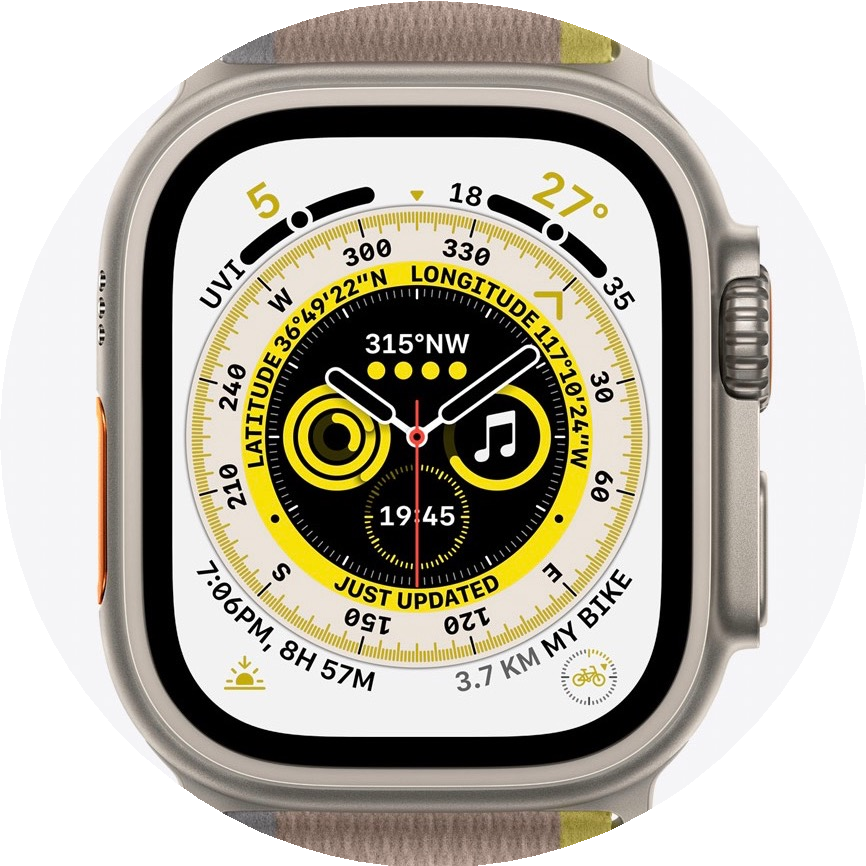 5
UVI
18
27°
35
300
330
W
30
240
60
210
E
S
120
150
LATITUDE 36°49'22"N
LONGITUDE 117°10'24"W
JUST UPDATED
315°NW
19:45
7:06PM, 8H 57M
3.7 KM MY BIKE